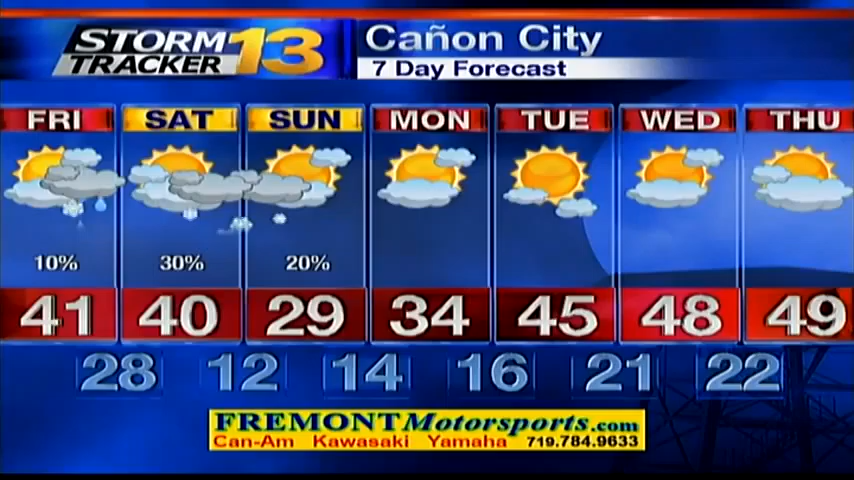 STORM TRACKER 13
Cañon City
7 Day Forecast
FRI SAT SUN MON TUE WED THU
10% 30% 20%
41 40 29 34 45 48 49
28 12 14 16 21 22
FREMONT Motorsports.com
Can-Am Kawasaki Yamaha 719.784.9633